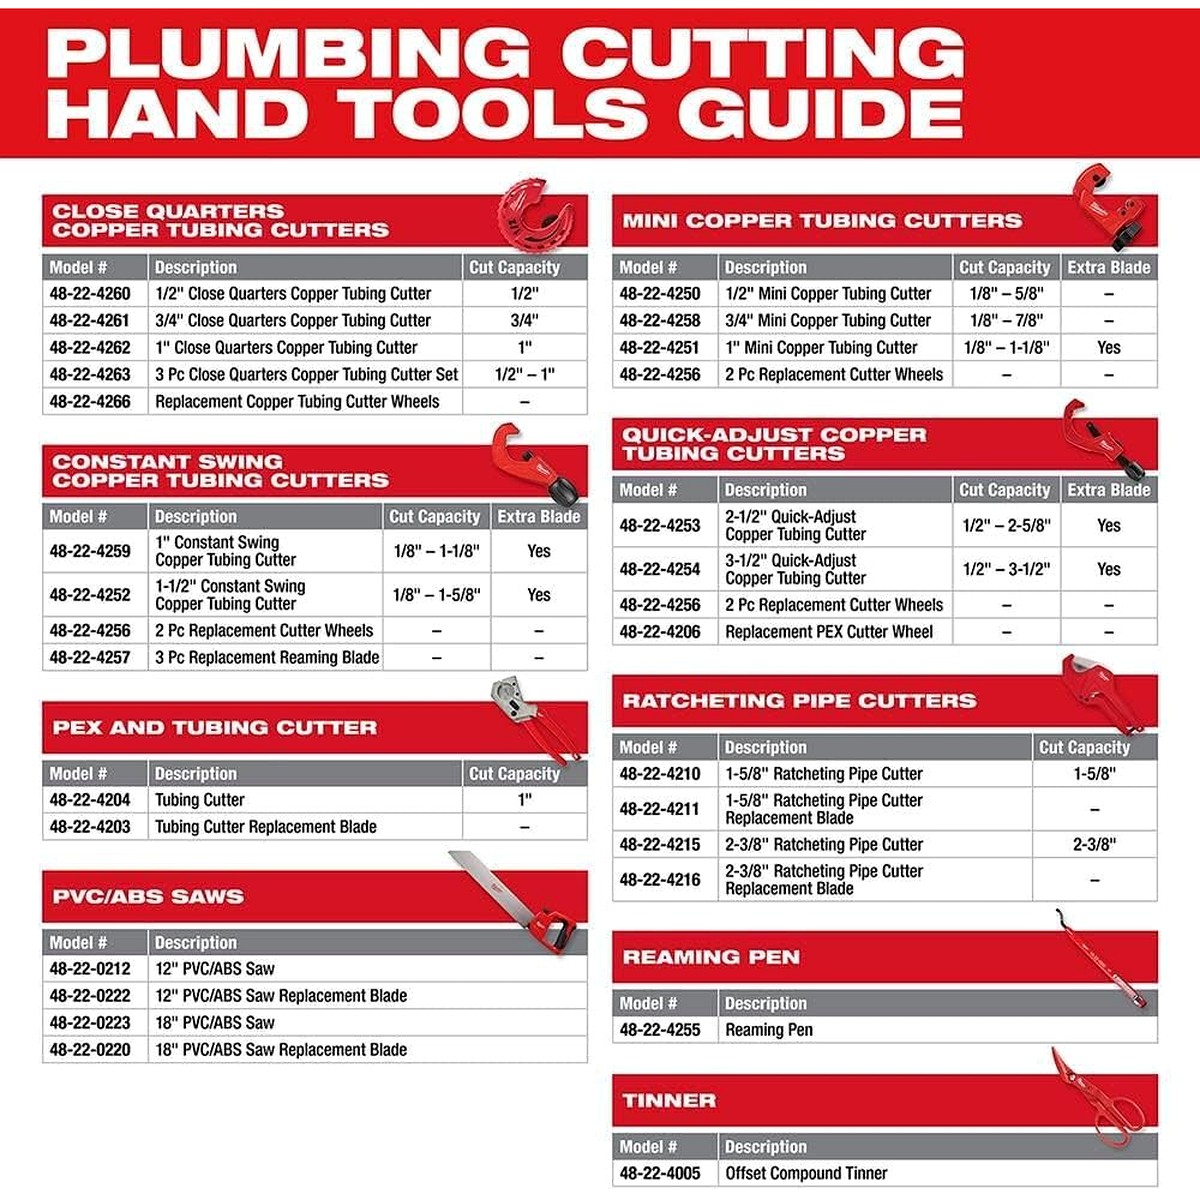 PLUMBING CUTTING
HAND TOOLS GUIDE
CLOSE QUARTERS
COPPER TUBING CUTTERS
Model # Description Cut Capacity
48-22-4260 1/2" Close Quarters Copper Tubing Cutter 1/2"
48-22-4261 3/4" Close Quarters Copper Tubing Cutter 3/4"
48-22-4262 1" Close Quarters Copper Tubing Cutter 1"
48-22-4263 3 Pc Close Quarters Copper Tubing Cutter Set 1/2" – 1"
48-22-4266 Replacement Copper Tubing Cutter Wheels –
CONSTANT SWING
COPPER TUBING CUTTERS
Model # Description Cut Capacity Extra Blade
48-22-4259 1" Constant Swing
Copper Tubing Cutter 1/8" – 1-1/8" Yes
48-22-4252 1-1/2" Constant Swing
Copper Tubing Cutter 1/8" – 1-5/8" Yes
48-22-4256 2 Pc Replacement Cutter Wheels – –
48-22-4257 3 Pc Replacement Reaming Blade – –
PEX AND TUBING CUTTER
Model # Description Cut Capacity
48-22-4204 Tubing Cutter 1"
48-22-4203 Tubing Cutter Replacement Blade –
PVC/ABS SAWS
Model # Description
48-22-0212 12" PVC/ABS Saw
48-22-0222 12" PVC/ABS Saw Replacement Blade
48-22-0223 18" PVC/ABS Saw
48-22-0220 18" PVC/ABS Saw Replacement Blade
MINI COPPER TUBING CUTTERS
Model # Description Cut Capacity Extra Blade
48-22-4250 1/2" Mini Copper Tubing Cutter 1/8" – 5/8" –
48-22-4258 3/4" Mini Copper Tubing Cutter 1/8" – 7/8" –
48-22-4251 1" Mini Copper Tubing Cutter 1/8" – 1-1/8" Yes
48-22-4256 2 Pc Replacement Cutter Wheels – –
QUICK-ADJUST COPPER
TUBING CUTTERS
Model # Description Cut Capacity Extra Blade
48-22-4253 2-1/2" Quick-Adjust
Copper Tubing Cutter 1/2" – 2-5/8" Yes
48-22-4254 3-1/2" Quick-Adjust
Copper Tubing Cutter 1/2" – 3-1/2" Yes
48-22-4256 2 Pc Replacement Cutter Wheels – –
48-22-4206 Replacement PEX Cutter Wheel – –
RATCHETING PIPE CUTTERS
Model # Description Cut Capacity
48-22-4210 1-5/8" Ratcheting Pipe Cutter 1-5/8"
48-22-4211 1-5/8" Ratcheting Pipe Cutter
Replacement Blade –
48-22-4215 2-3/8" Ratcheting Pipe Cutter 2-3/8"
48-22-4216 2-3/8" Ratcheting Pipe Cutter
Replacement Blade –
REAMING PEN
Model # Description
48-22-4255 Reaming Pen
TINNER
Model # Description
48-22-4005 Offset Compound Tinner